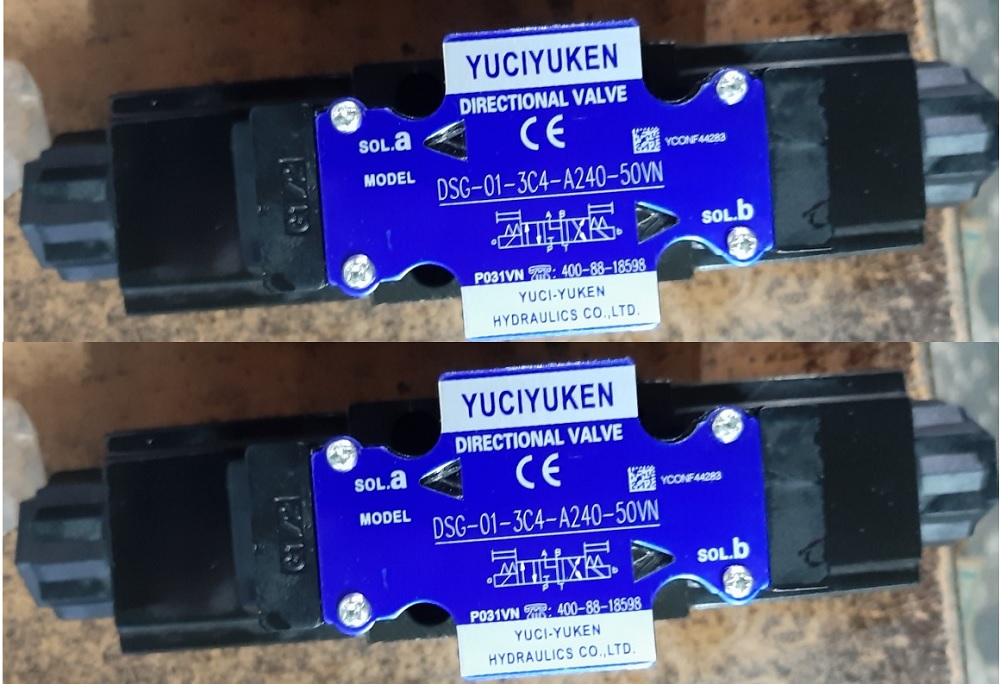 YUCIYUKEN
DIRECTIONAL VALVE
SOL.a
CE
YCONF44283
MODEL
DSG-01-3C4-A240-50VN
SOL.b
a
b
P
T
P031VN : 400-88-18598
YUCI-YUKEN
HYDRAULICS CO.,LTD.
YUCIYUKEN
DIRECTIONAL VALVE
SOL.a
CE
YCONF44283
MODEL
DSG-01-3C4-A240-50VN
SOL.b
P031VN : 400-88-18598
YUCI-YUKEN
HYDRAULICS CO.,LTD.